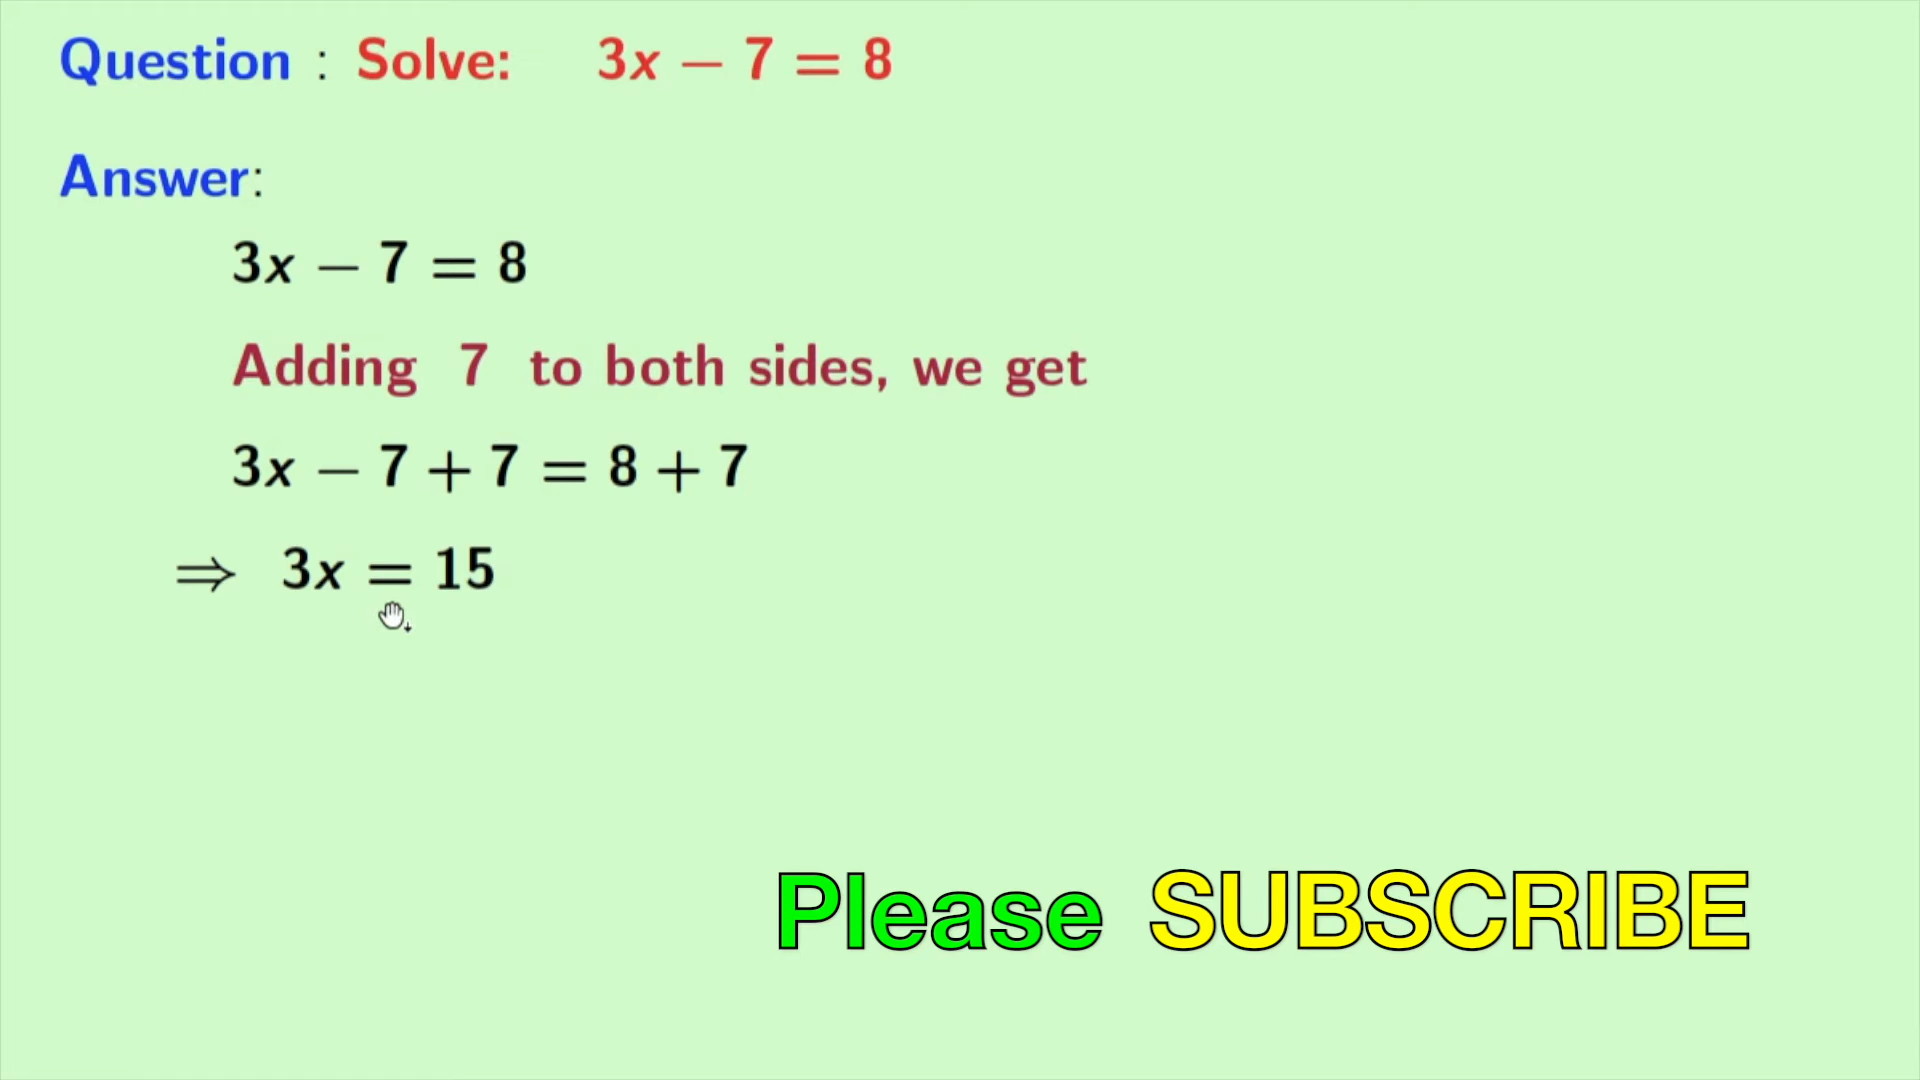 Question : Solve: 3x − 7 = 8
Answer:
3x − 7 = 8
Adding 7 to both sides, we get
3x − 7 + 7 = 8 + 7
⇒ 3x = 15
Please SUBSCRIBE